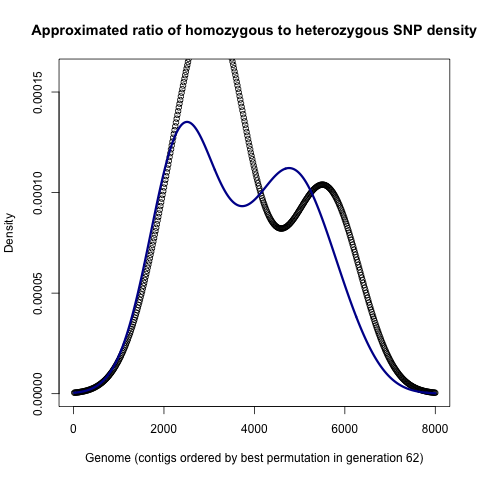 Approximated ratio of homozygous to heterozygous SNP density
0.00015
0.00010
0.00005
0.00000
Density
0 2000 4000 6000 8000
Genome (contigs ordered by best permutation in generation 62)